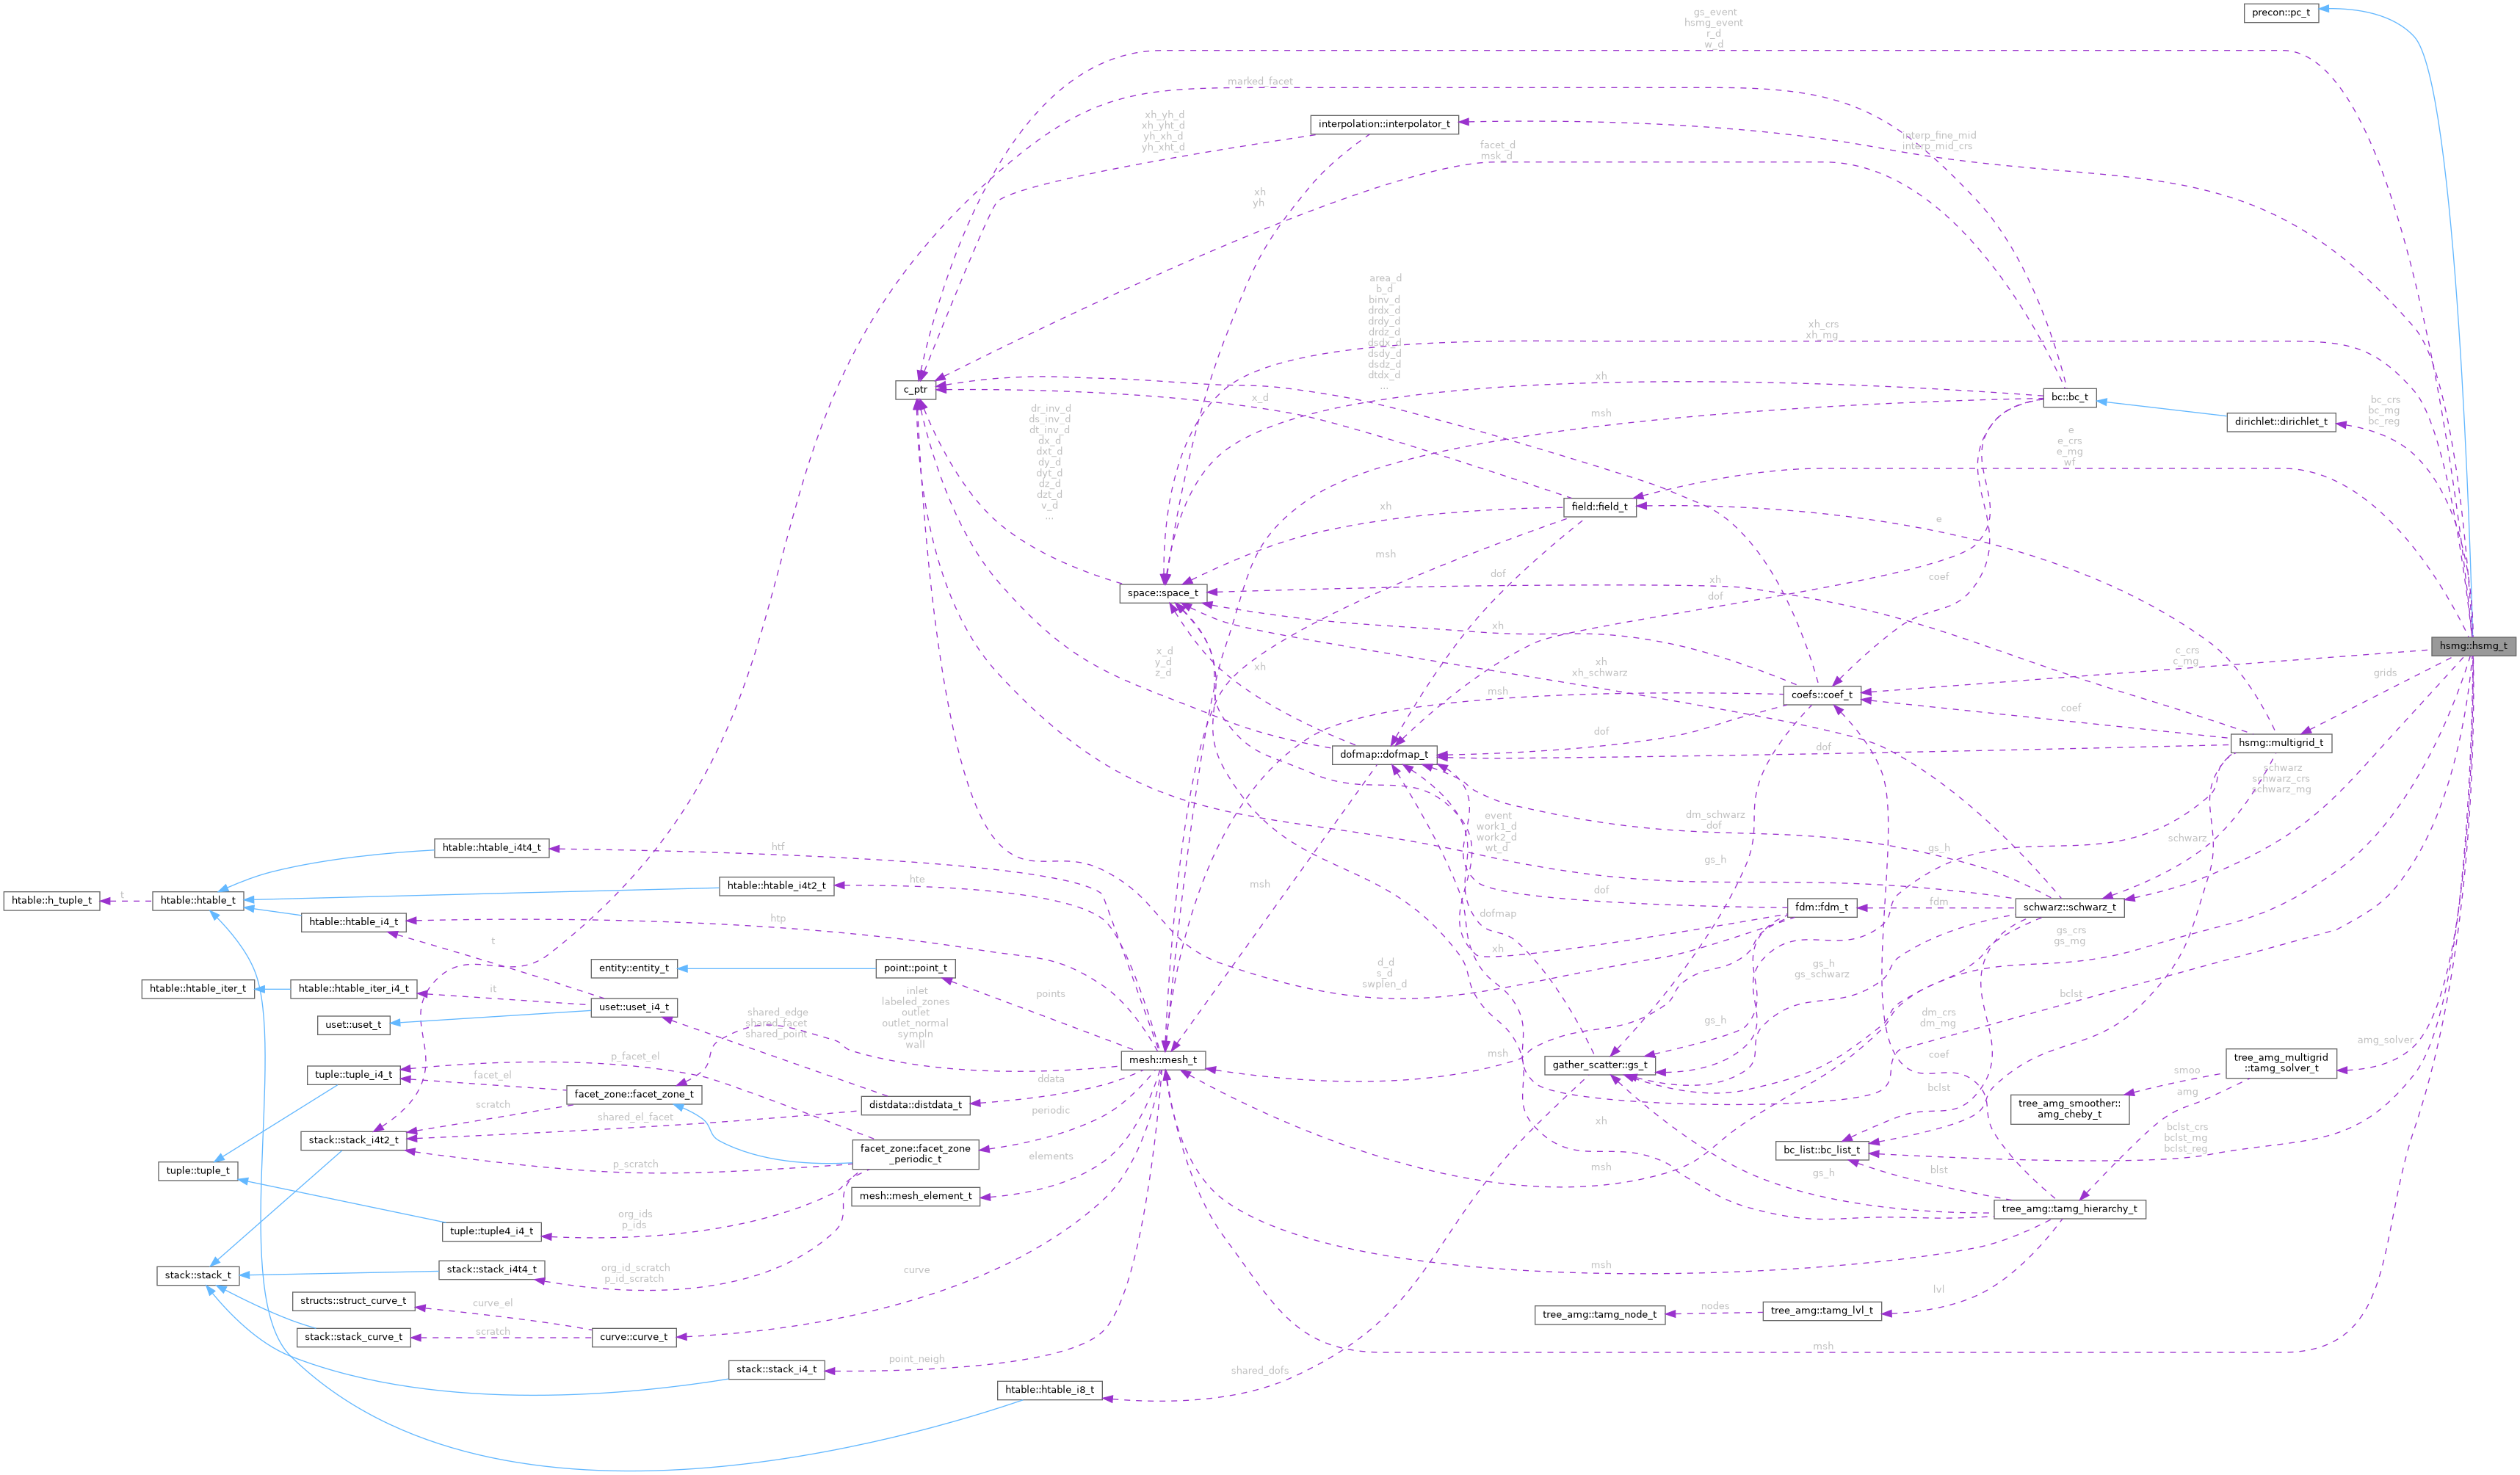 gs_event
hsmg_event
r_d
w_d
precon::pc_t
marked_facet
xh_yh_d
xh_yht_d
yh_xh_d
yh_xht_d
interpolation::interpolator_t
interp_fine_mid
interp_mid_crs
facet_d
msk_d
xh
yh
area_d
b_d
binv_d
drdx_d
drdy_d
drdz_d
dsdx_d
dsdy_d
dsdz_d
dtdx_d
...
xh_crs
xh_mg
c_ptr
xh
bc::bc_t
x_d
msh
dirichlet::dirichlet_t
bc_crs
bc_mg
bc_reg
dr_inv_d
ds_inv_d
dt_inv_d
dx_d
dxt_d
dy_d
dyt_d
dz_d
dzt_d
v_d
...
e
e_crs
e_mg
wf
field::field_t
xh
e
msh
dof
coef
xh
dof
space::space_t
xh
hsmg::hsmg_t
c_crs
c_mg
x_d
y_d
z_d
xh
xh
xh_schwarz
grids
msh
coefs::coef_t
coef
dof
dof
dofmap::dofmap_t
hsmg::multigrid_t
schwarz
schwarz_crs
schwarz_mg
event
work1_d
work2_d
wt_d
dm_schwarz
dof
schwarz
htable::htable_i4t4_t
htf
gs_h
gs_h
htable::htable_i4t2_t
hte
msh
dof
fdm
htable::h_tuple_t
t
htable::htable_t
htable::htable_i4_t
htp
dofmap
fdm::fdm_t
schwarz::schwarz_t
t
xh
gs_crs
gs_mg
entity::entity_t
point::point_t
d_d
s_d
swplen_d
gs_h
gs_schwarz
htable::htable_iter_t
htable::htable_iter_i4_t
it
points
bclst
uset::uset_t
uset::uset_i4_t
inlet
labeled_zones
outlet
outlet_normal
sympln
wall
shared_edge
shared_facet
shared_point
gs_h
dm_crs
dm_mg
amg_solver
p_facet_el
mesh::mesh_t
msh
gather_scatter::gs_t
coef
tree_amg_multigrid
::tamg_solver_t
tuple::tuple_i4_t
facet_el
ddata
smoo
facet_zone::facet_zone_t
bclst
amg
scratch
distdata::distdata_t
tree_amg_smoother::
amg_cheby_t
shared_el_facet
periodic
xh
bclst_crs
bclst_mg
bclst_reg
stack::stack_i4t2_t
facet_zone::facet_zone
_periodic_t
bc_list::bc_list_t
tuple::tuple_t
p_scratch
elements
msh
gs_h
blst
mesh::mesh_element_t
tree_amg::tamg_hierarchy_t
org_ids
p_ids
tuple::tuple4_i4_t
stack::stack_t
stack::stack_i4t4_t
org_id_scratch
p_id_scratch
curve
msh
structs::struct_curve_t
curve_el
lvl
tree_amg::tamg_node_t
nodes
tree_amg::tamg_lvl_t
stack::stack_curve_t
scratch
curve::curve_t
msh
stack::stack_i4_t
point_neigh
shared_dofs
htable::htable_i8_t